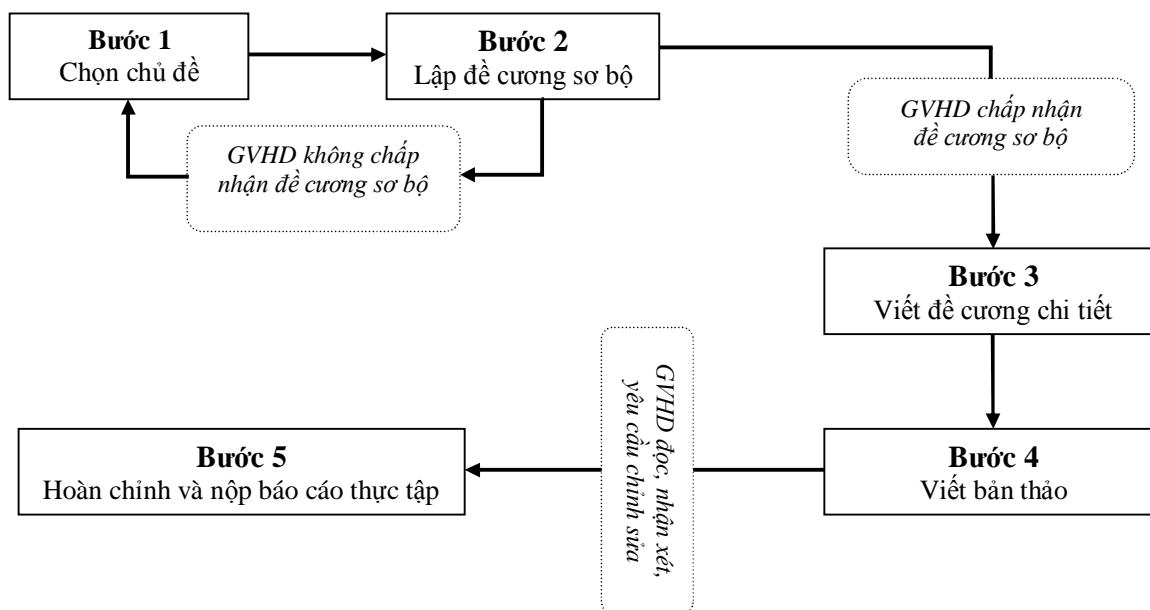 Bước 1
Chọn chủ đề
Bước 2
Lập đề cương sơ bộ
GVHD chấp nhận
đề cương sơ bộ
GVHD không chấp
nhận đề cương sơ bộ
Bước 3
Viết đề cương chi tiết
GVHD đọc, nhận xét,
yêu cầu chỉnh sửa
Bước 4
Viết bản thảo
Bước 5
Hoàn chỉnh và nộp báo cáo thực tập